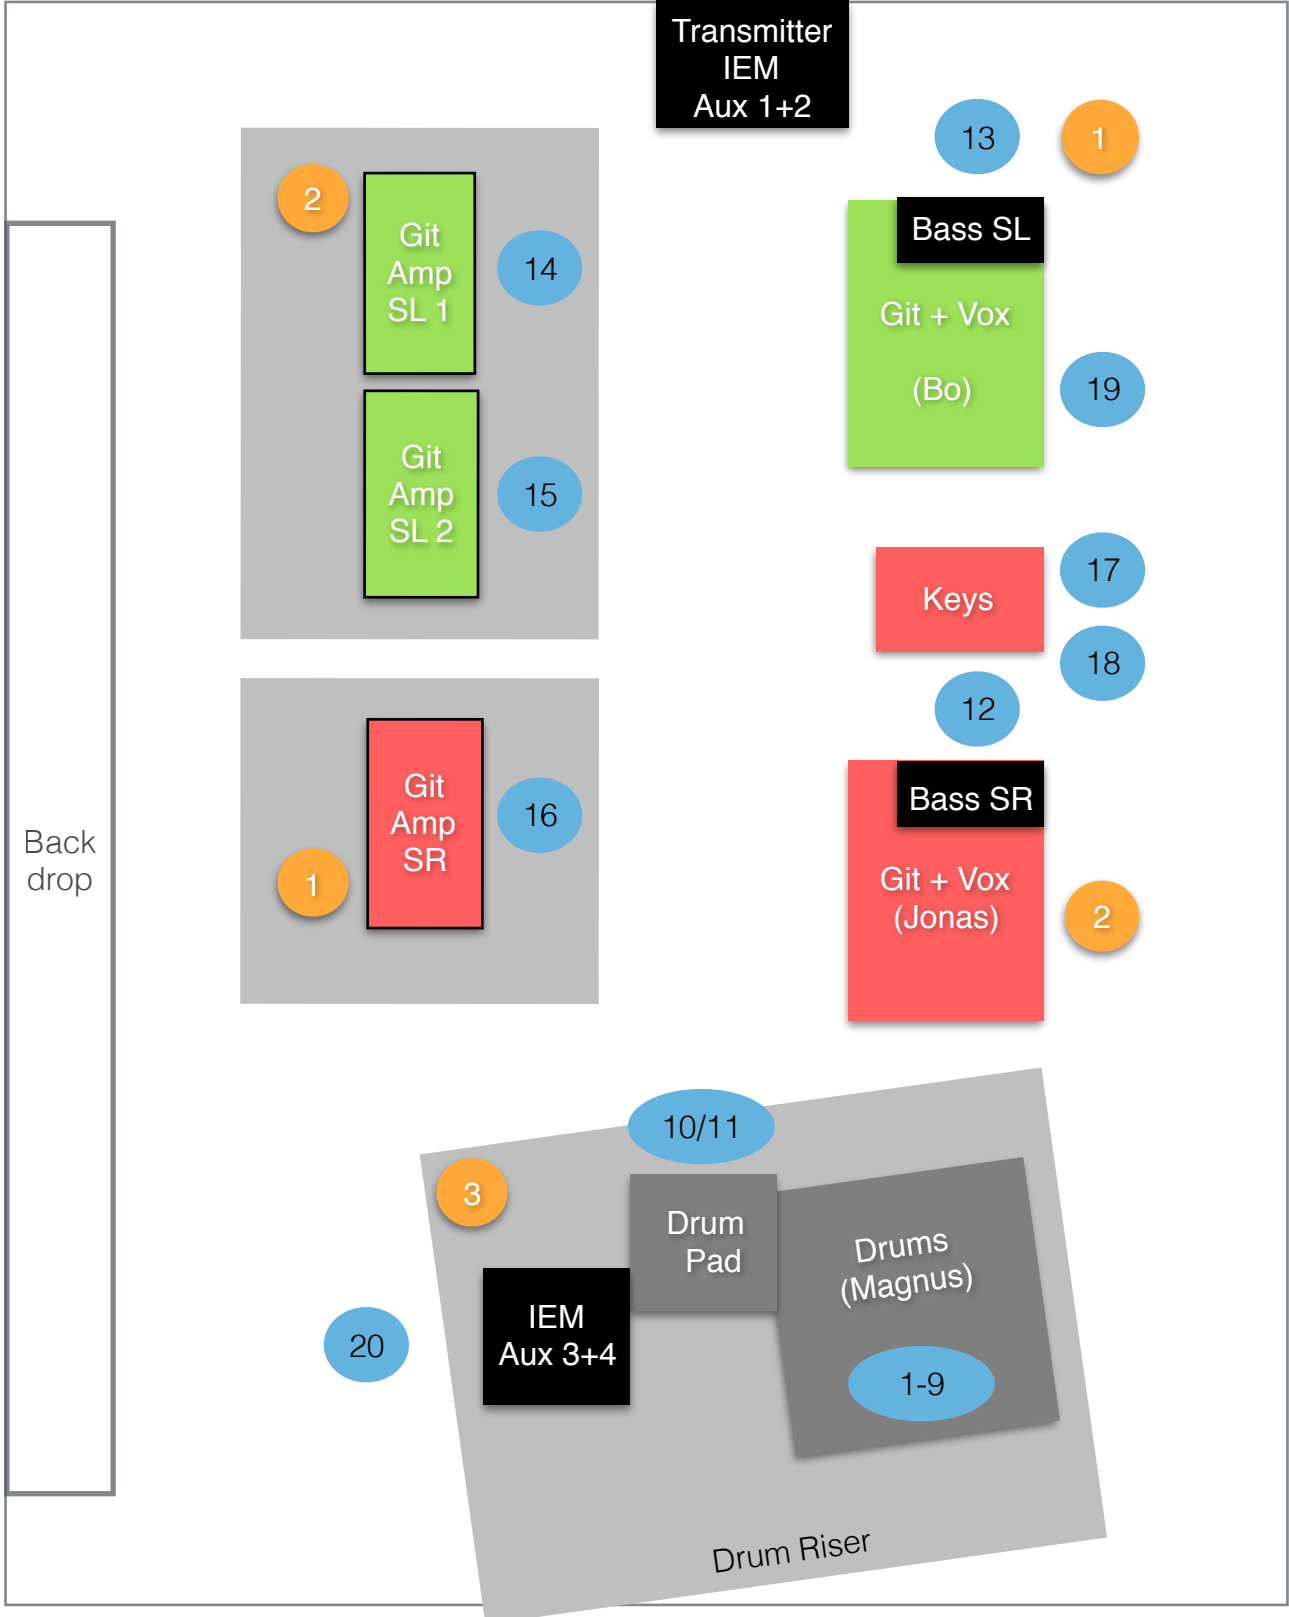 Transmitter
IEM
Aux 1+2
13
1
2
Git
Amp
SL 1
14
Bass SL
Git + Vox
(Bo)
19
Git
Amp
SL 2
15
Keys
17
18
12
Git
Amp
SR
16
1
Bass SR
Git + Vox
(Jonas)
2
Back
drop
10/11
3
Drum
Pad
Drums
(Magnus)
IEM
Aux 3+4
20
1-9
Drum Riser